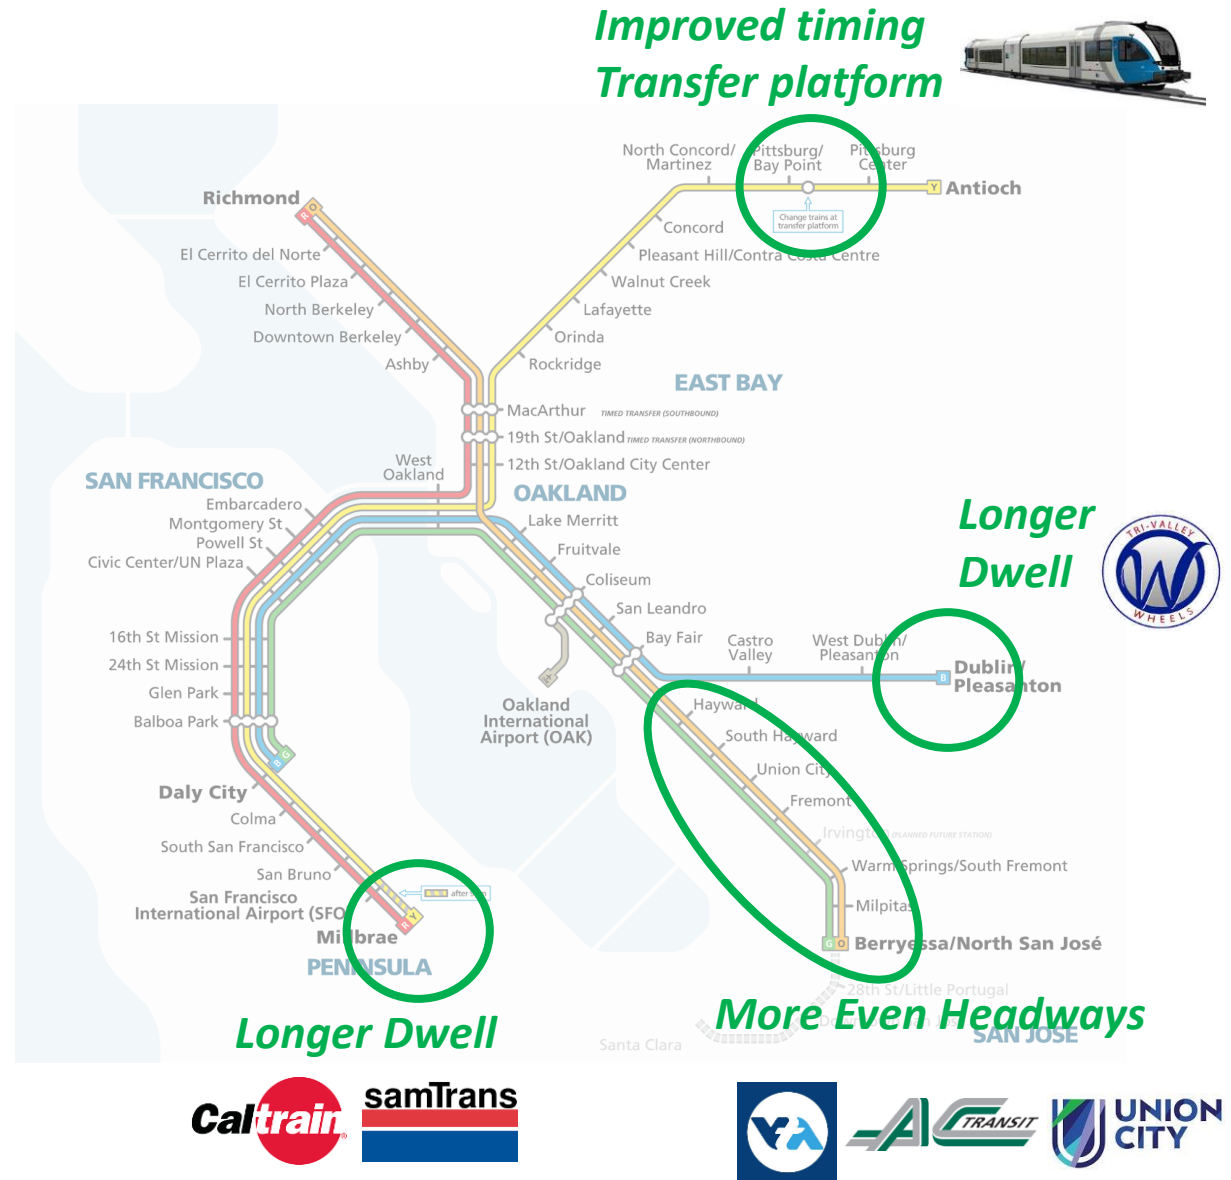 Improved timing
Transfer platform
North Concord/
Martinez
Pittsburg/
Bay Point
Pittsburg
Center
Richmond
R
O
Y
Antioch
Change trains at
transfer platform
Concord
El Cerrito del Norte
Pleasant Hill/Contra Costa Centre
El Cerrito Plaza
Walnut Creek
North Berkeley
Lafayette
Downtown Berkeley
Orinda
Ashby
Rockridge
EAST BAY
MacArthur TIMED TRANSFER (SOUTHBOUND)
19th St/Oakland TIMED TRANSFER (NORTHBOUND)
West
Oakland
12th St/Oakland City Center
SAN FRANCISCO
OAKLAND
Embarcadero
Montgomery St
Powell St
Civic Center/UN Plaza
Lake Merritt
Fruitvale
Coliseum
San Leandro
Bay Fair
Longer
Dwell
TRI-VALLEY
W
WHEELS
16th St Mission
24th St Mission
Glen Park
Balboa Park
Castro
Valley
West Dublin/
Pleasanton
B
Dublin/
Pleasanton
Oakland
International
Airport (OAK)
Hayward
South Hayward
Union City
Fremont
Irvington (PLANNED FUTURE STATION)
Warm Springs/South Fremont
Milpitas
G
O
Berryessa/North San José
28th St/Little Portugal
B
G
Daly City
Colma
South San Francisco
San Bruno
San Francisco
International Airport (SFO
after 9pm
R
Y
Millbrae
PENINSULA
Longer Dwell
More Even Headways
SAN JOSE
Santa Clara
Caltrain
samTrans
VTA
AC TRANSIT
UNION
CITY